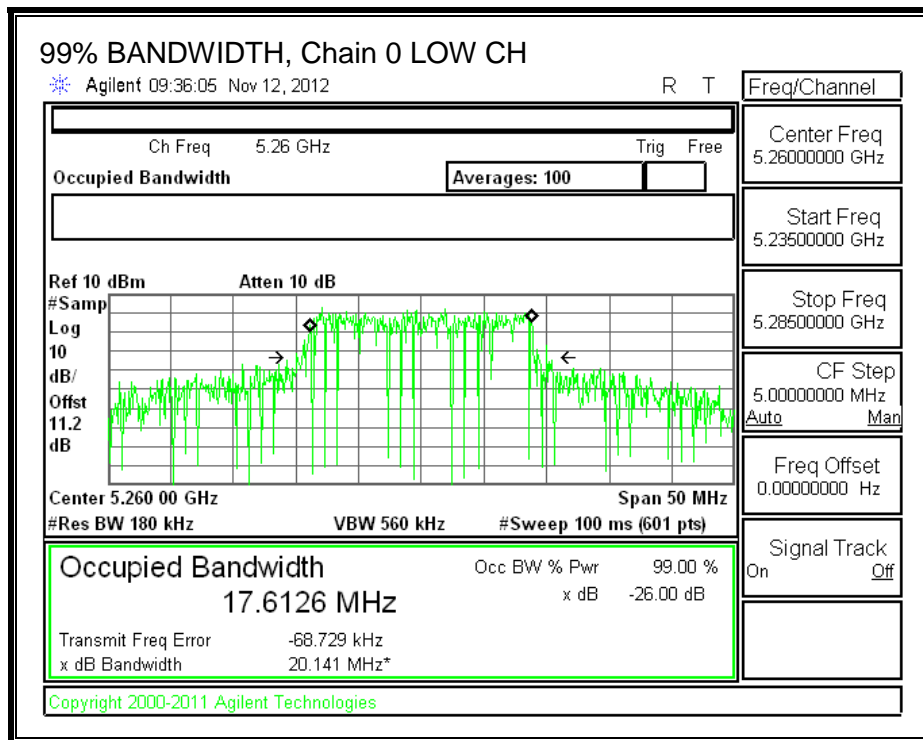 99% BANDWIDTH, Chain 0 LOW CH
Agilent 09:36:05 Nov 12, 2012 R T
Ch Freq 5.26 GHz Trig Free
Occupied Bandwidth Averages: 100
Ref 10 dBm Atten 10 dB
#Samp
Log
10
dB/
Offst
11.2
dB
Center 5.260 00 GHz Span 50 MHz
#Res BW 180 kHz VBW 560 kHz #Sweep 100 ms (601 pts)
Occupied Bandwidth Occ BW % Pwr 99.00 %
17.6126 MHz x dB -26.00 dB
Transmit Freq Error -68.729 kHz
x dB Bandwidth 20.141 MHz*
Copyright 2000-2011 Agilent Technologies
Freq/Channel
Center Freq
5.26000000 GHz
Start Freq
5.23500000 GHz
Stop Freq
5.28500000 GHz
CF Step
5.00000000 MHz
Auto Man
Freq Offset
0.00000000 Hz
Signal Track
On Off